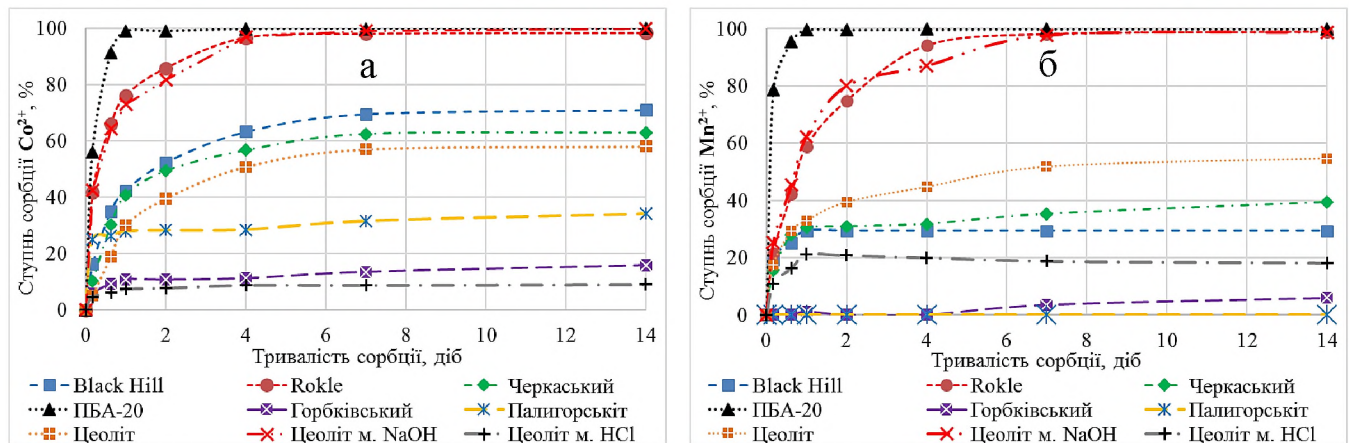 Ступнь сорбції Co²⁺, %
100
80
60
40
20
0
а
0 2 4 6 8 10 12 14
Тривалість сорбції, діб
Black Hill Rokle Черкаський
ПБА-20 Горбківський Палигорськіт
Цеоліт Цеоліт м. NaOH Цеоліт м. HCl
Ступнь сорбції Mn²⁺, %
100
80
60
40
20
0
б
0 2 4 6 8 10 12 14
Тривалість сорбції, діб
Black Hill Rokle Черкаський
ПБА-20 Горбківський Палигорськіт
Цеоліт Цеоліт м. NaOH Цеоліт м. HCl